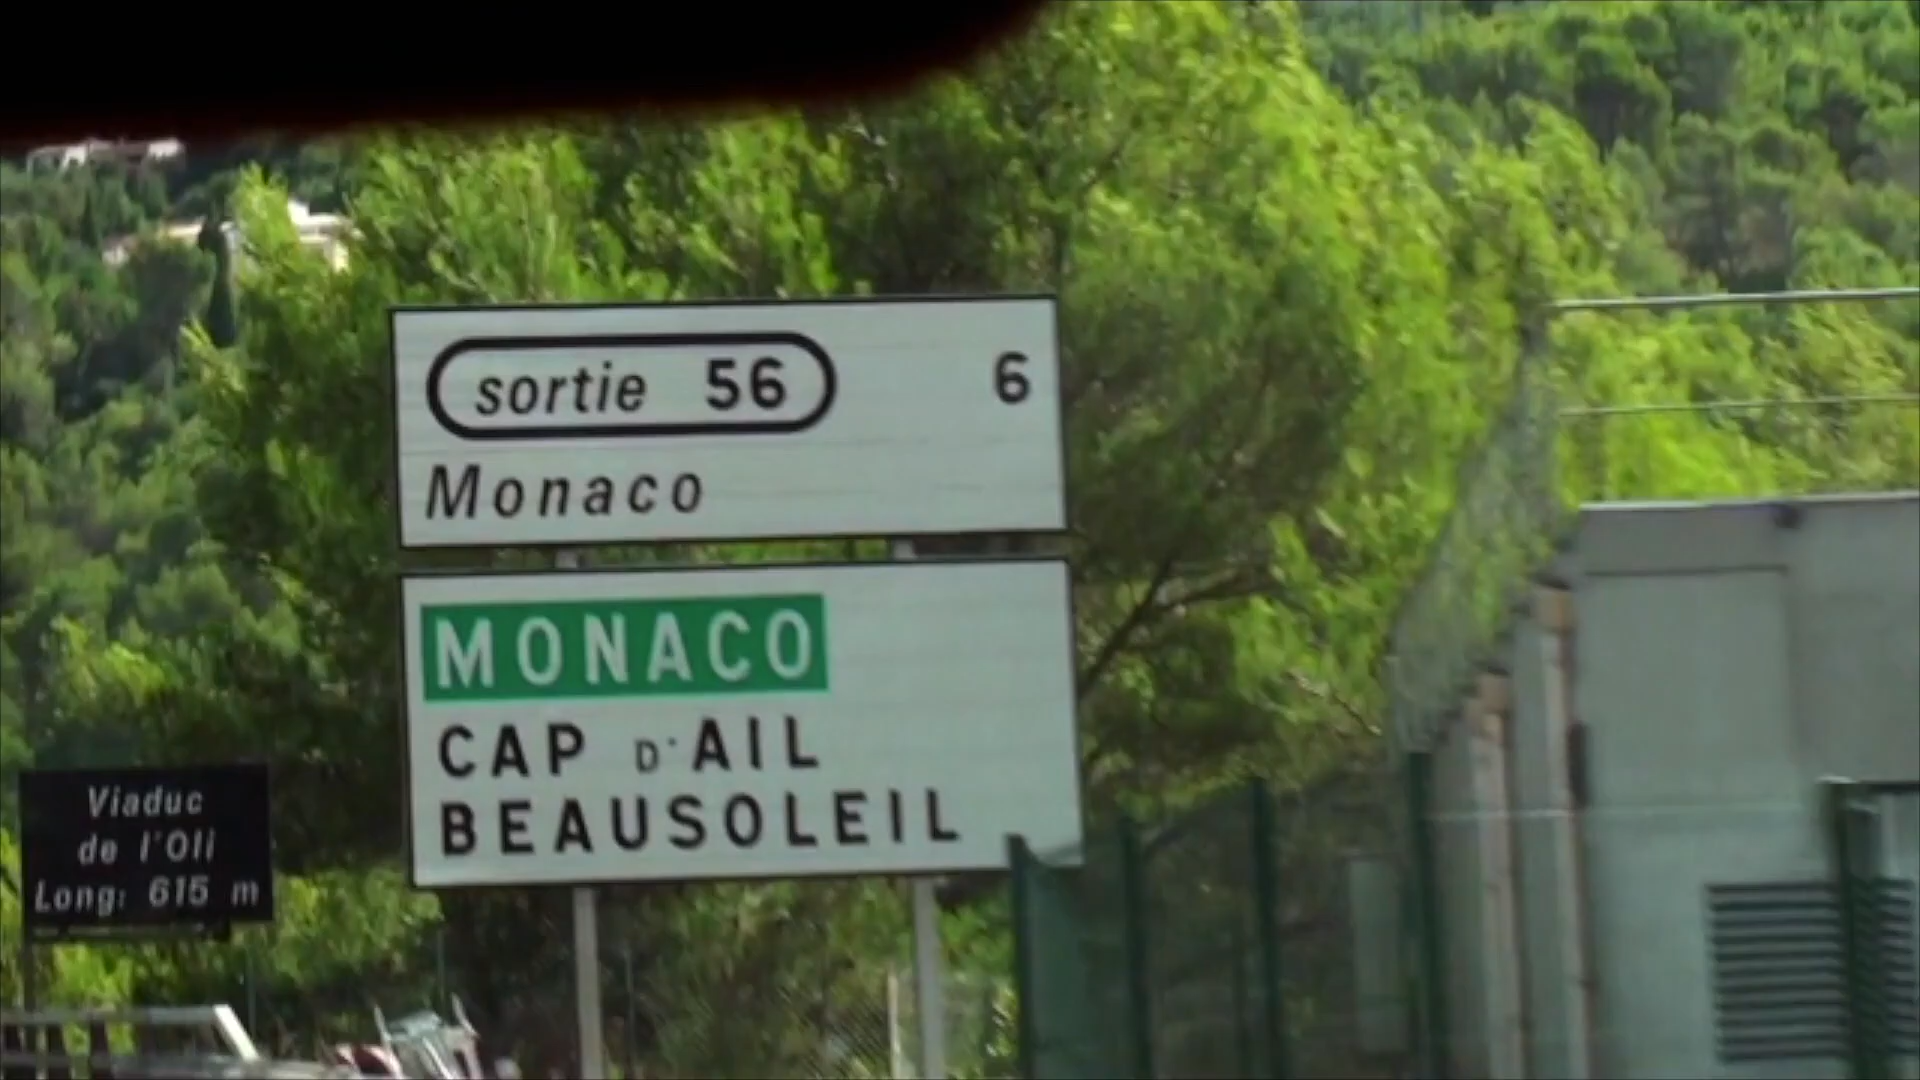 sortie 56 6
Monaco
MONACO
CAP D'AIL
BEAUSOLEIL
Viaduc
de l'Oli
Long: 615 m